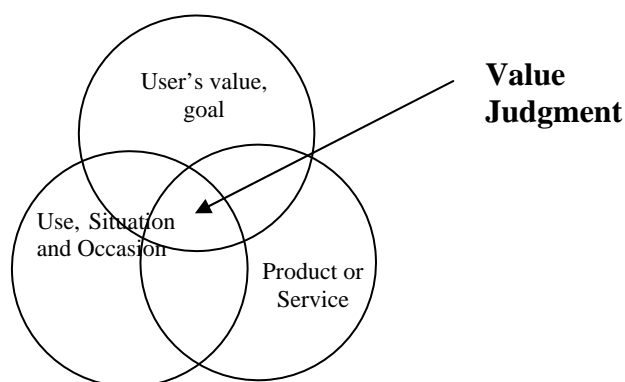 User's value,
goal
Value
Judgment
Use, Situation
and Occasion
Product or
Service